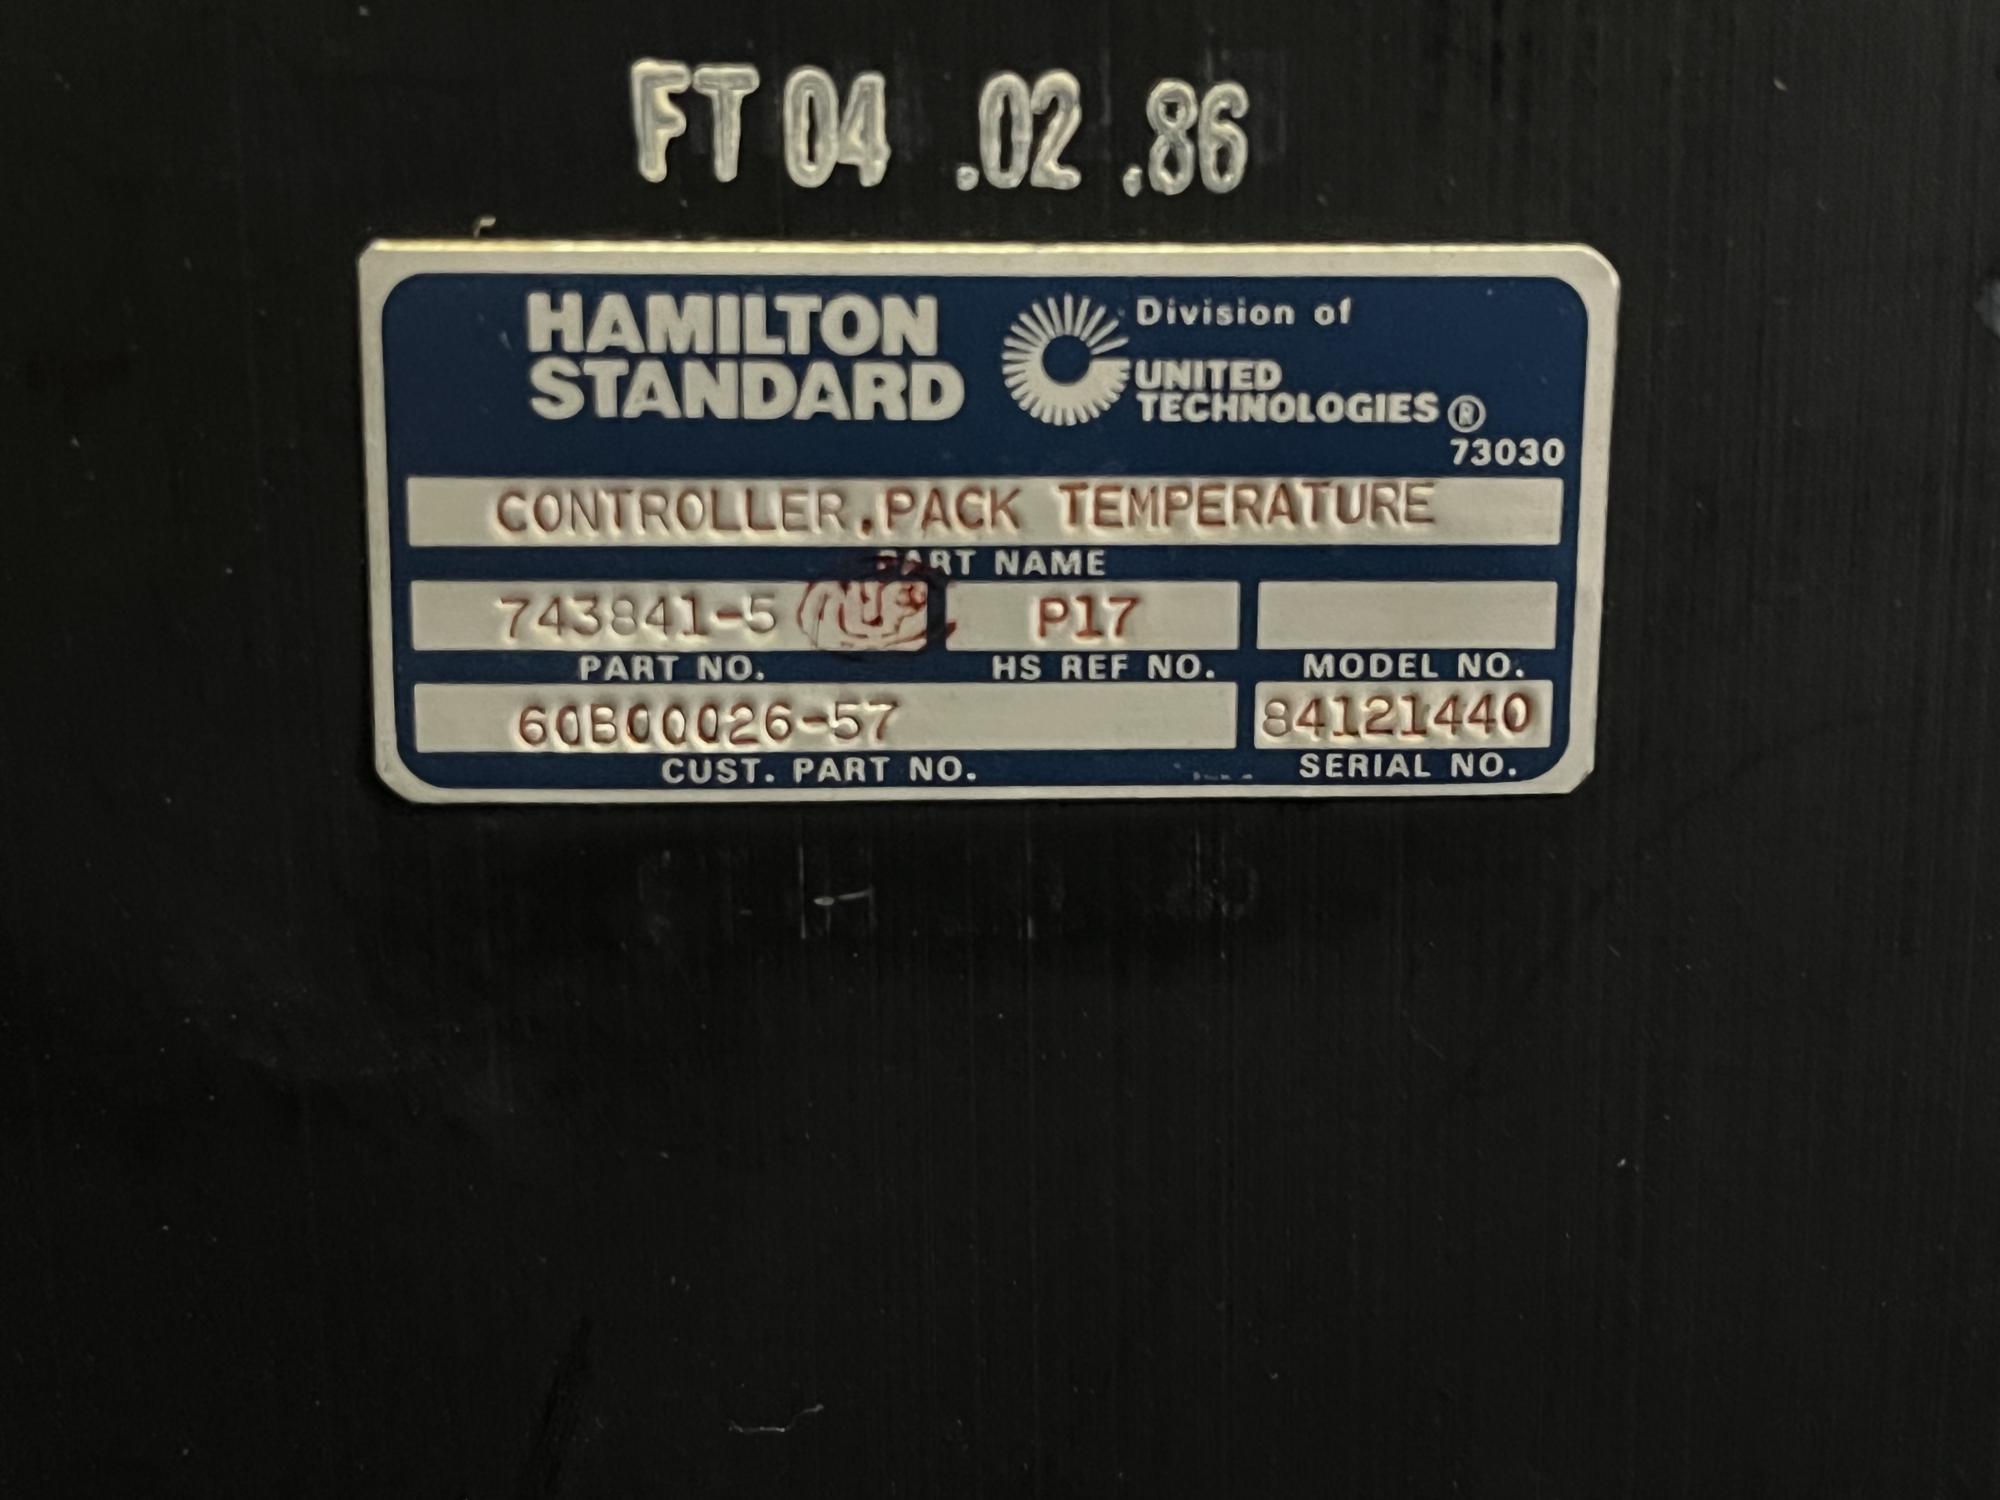 FT 04 .02 .86
HAMILTON
STANDARD
Division of
UNITED
TECHNOLOGIES ®
73030
CONTROLLER,PACK TEMPERATURE
PART NAME
743841-5 P17
PART NO. HS REF NO. MODEL NO.
60B00026-57 84121440
CUST. PART NO. SERIAL NO.